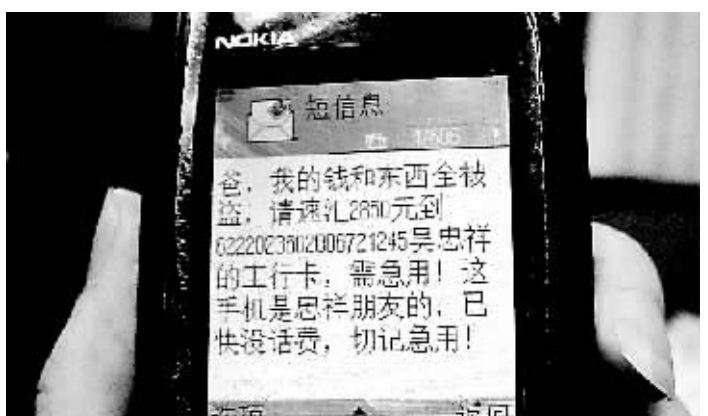 NOKIA
短信息
爸，我的钱和东西全被
盗，请速汇2850元到
6222023602006721245吴忠祥
的工行卡，需急用！这
手机是忠祥朋友的，已
快没话费，切记急用！
选项 返回